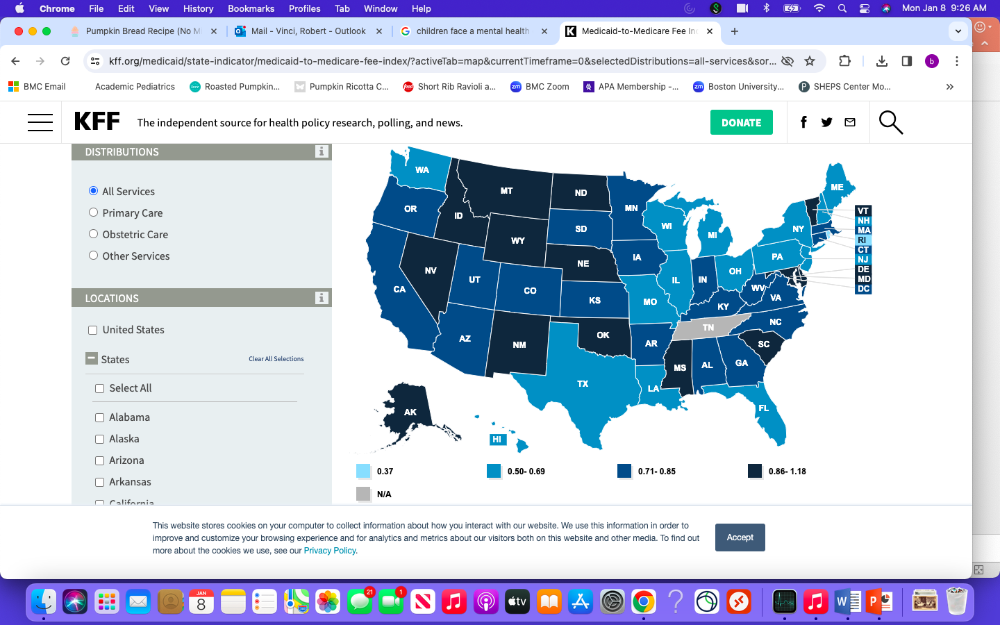 Chrome File Edit View History Bookmarks Profiles Tab Window Help Mon Jan 8 9:26 AM
Pumpkin Bread Recipe (No M Mail - Vinci, Robert - Outlook children face a mental health Medicaid-to-Medicare Fee In
kff.org/medicaid/state-indicator/medicaid-to-medicare-fee-index/?activeTab=map&currentTimeframe=0&selectedDistributions=all-services&sor... b
BMC Email Academic Pediatrics Roasted Pumpkin... Pumpkin Ricotta C... Short Rib Ravioli a... BMC Zoom APA Membership -... Boston University... SHEPS Center Mo...
KFF The independent source for health policy research, polling, and news. DONATE
DISTRIBUTIONS
All Services
Primary Care
Obstetric Care
Other Services
LOCATIONS
United States
States Clear All Selections
Select All
Alabama
Alaska
Arizona
Arkansas
California
WA
ME
MT
ND
OR
MN
VT
ID
NH
WI
SD
NY
MA
MI
RI
WY
CT
IA
PA
NJ
NE
NV
OH
DE
UT
IL
IN
MD
CA
CO
WV
DC
KS
MO
VA
KY
NC
TN
OK
AZ
NM
AR
SC
GA
MS
AL
TX
LA
FL
AK
HI
0.37 0.50- 0.69 0.71- 0.85 0.86- 1.18
N/A
This website stores cookies on your computer to collect information about how you interact with our website. We use this information in order to
improve and customize your browsing experience and for analytics and metrics about our visitors both on this website and other media. To find out
more about the cookies we use, see our Privacy Policy.
Accept
JAN
8
21
1
tv
W
P